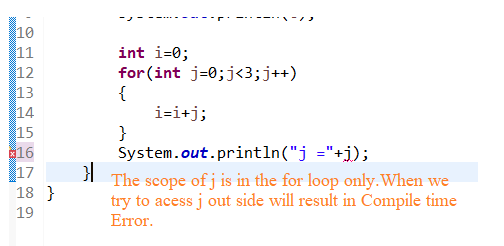 10
11 int i=0;
12 for(int j=0;j<3;j++)
13 {
14 i=i+j;
15 }
16 System.out.println("j ="+j);
17 }
The scope of j is in the for loop only.When we
18 }
try to acess j out side will result in Compile time
19
Error.